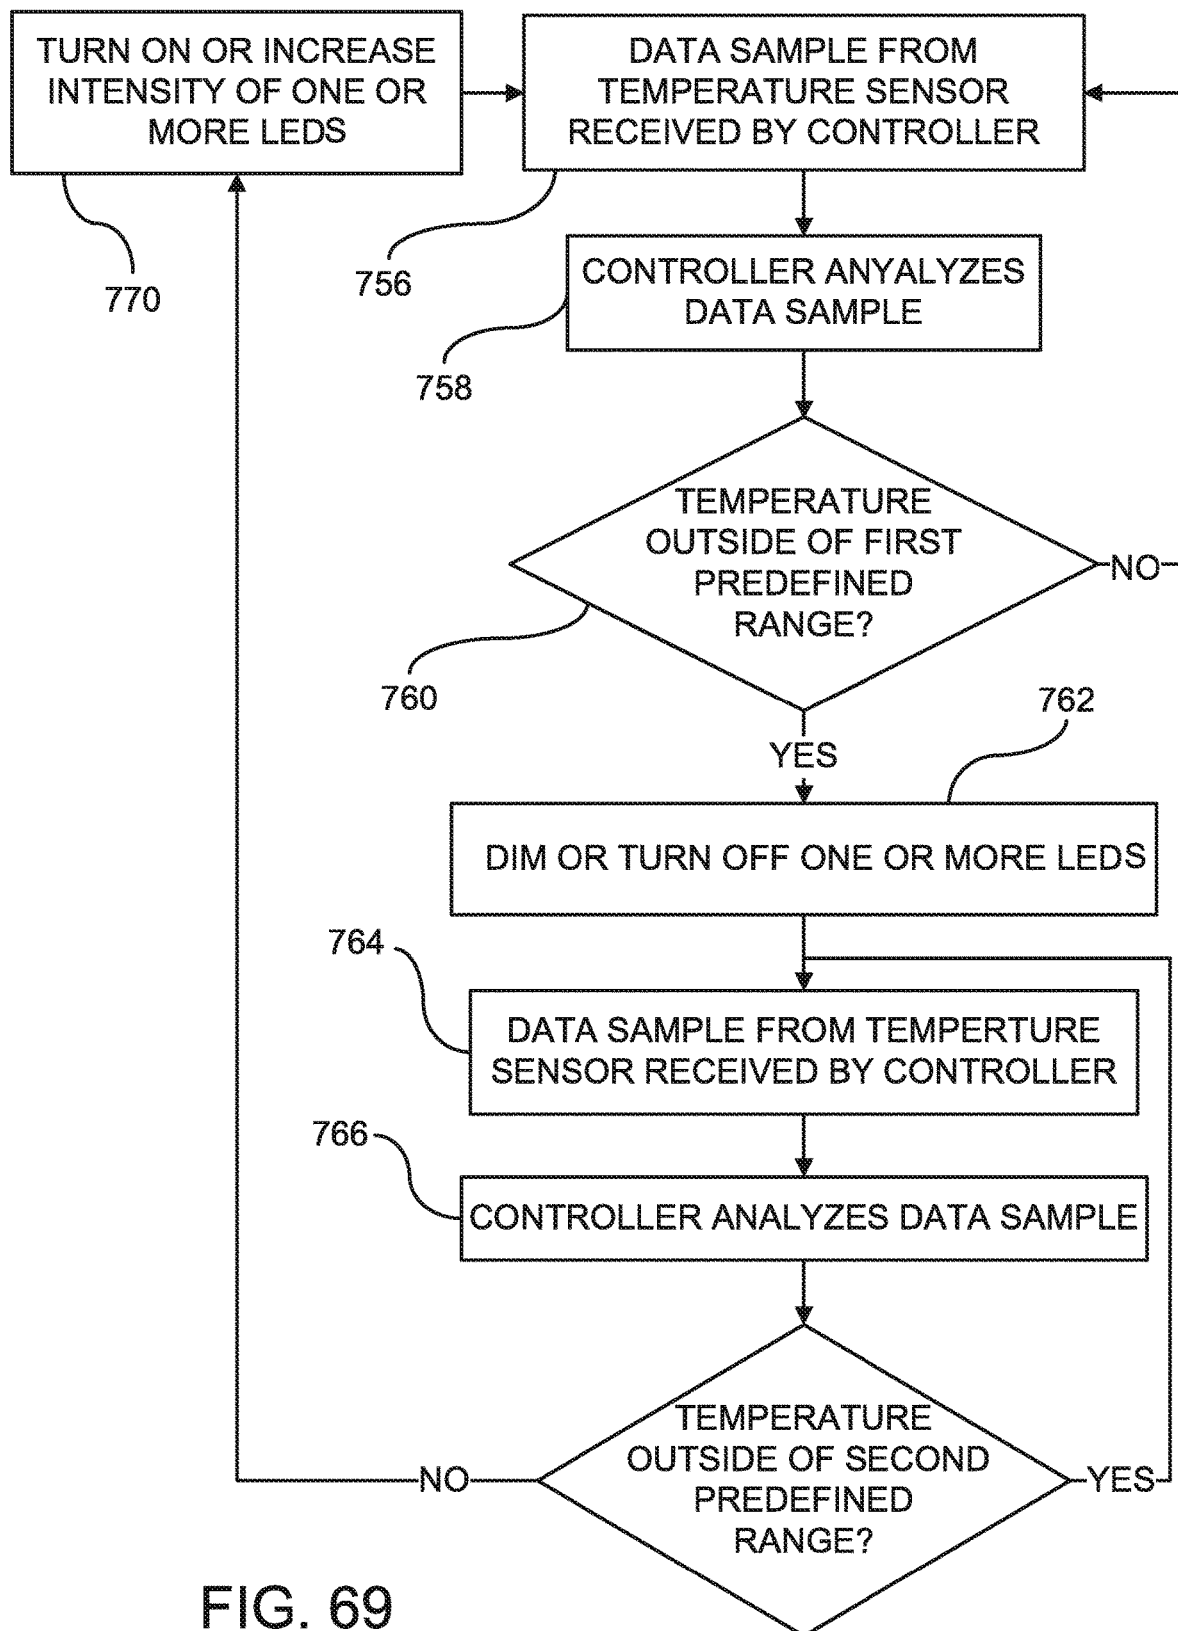 TURN ON OR INCREASE
INTENSITY OF ONE OR
MORE LEDS
770
DATA SAMPLE FROM
TEMPERATURE SENSOR
RECEIVED BY CONTROLLER
756
CONTROLLER ANYALYZES
DATA SAMPLE
758
TEMPERATURE
OUTSIDE OF FIRST
PREDEFINED
RANGE?
NO
760
YES
762
DIM OR TURN OFF ONE OR MORE LEDS
764
DATA SAMPLE FROM TEMPERTURE
SENSOR RECEIVED BY CONTROLLER
766
CONTROLLER ANALYZES DATA SAMPLE
TEMPERATURE
OUTSIDE OF SECOND
PREDEFINED
RANGE?
NO
YES
FIG. 69